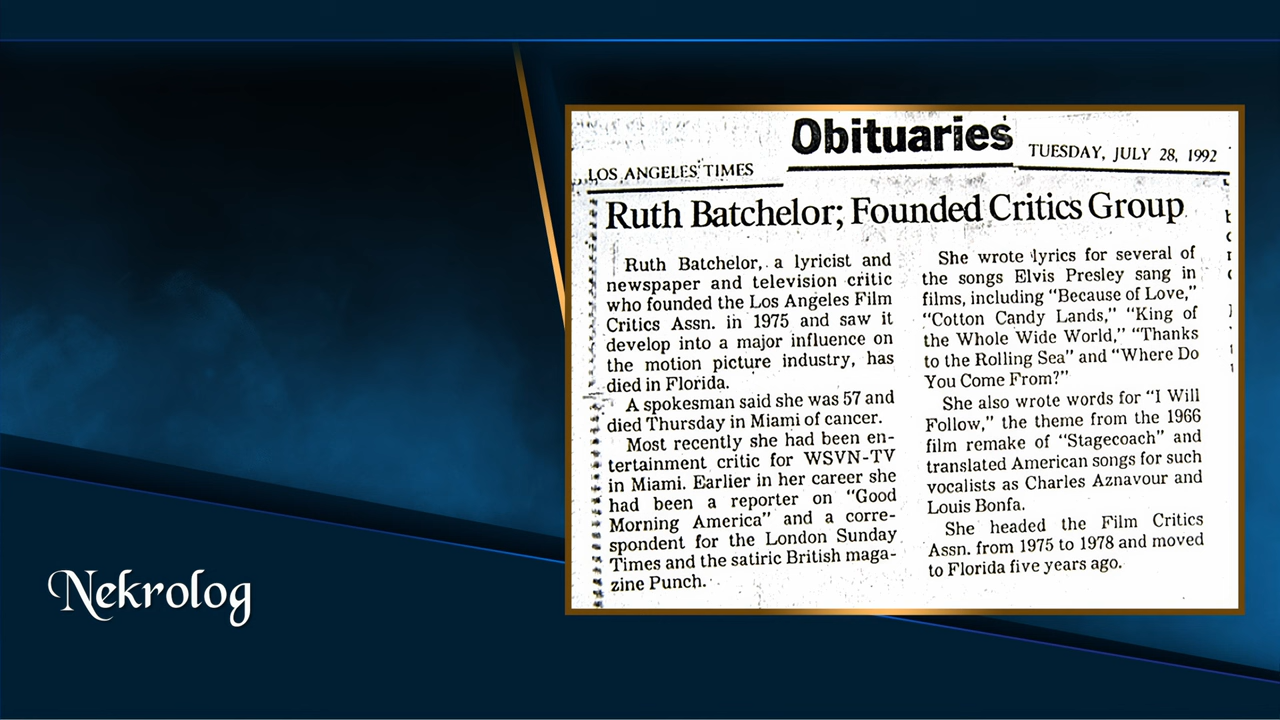 Obituaries
LOS ANGELES TIMES
TUESDAY, JULY 28, 1992
Ruth Batchelor; Founded Critics Group
Ruth Batchelor, a lyricist and
newspaper and television critic
who founded the Los Angeles Film
Critics Assn. in 1975 and saw it
develop into a major influence on
the motion picture industry, has
died in Florida.
A spokesman said she was 57 and
died Thursday in Miami of cancer.
Most recently she had been en-
tertainment critic for WSVN-TV
in Miami. Earlier in her career she
had been a reporter on "Good
Morning America" and a corre-
spondent for the London Sunday
Times and the satiric British maga-
zine Punch.
She wrote lyrics for several of
the songs Elvis Presley sang in
films, including "Because of Love,"
"Cotton Candy Lands," "King of
the Whole Wide World," "Thanks
to the Rolling Sea" and "Where Do
You Come From?"
She also wrote words for "I Will
Follow," the theme from the 1966
film remake of "Stagecoach" and
translated American songs for such
vocalists as Charles Aznavour and
Louis Bonfa.
She headed the Film Critics
Assn. from 1975 to 1978 and moved
to Florida five years ago.
Nekrolog